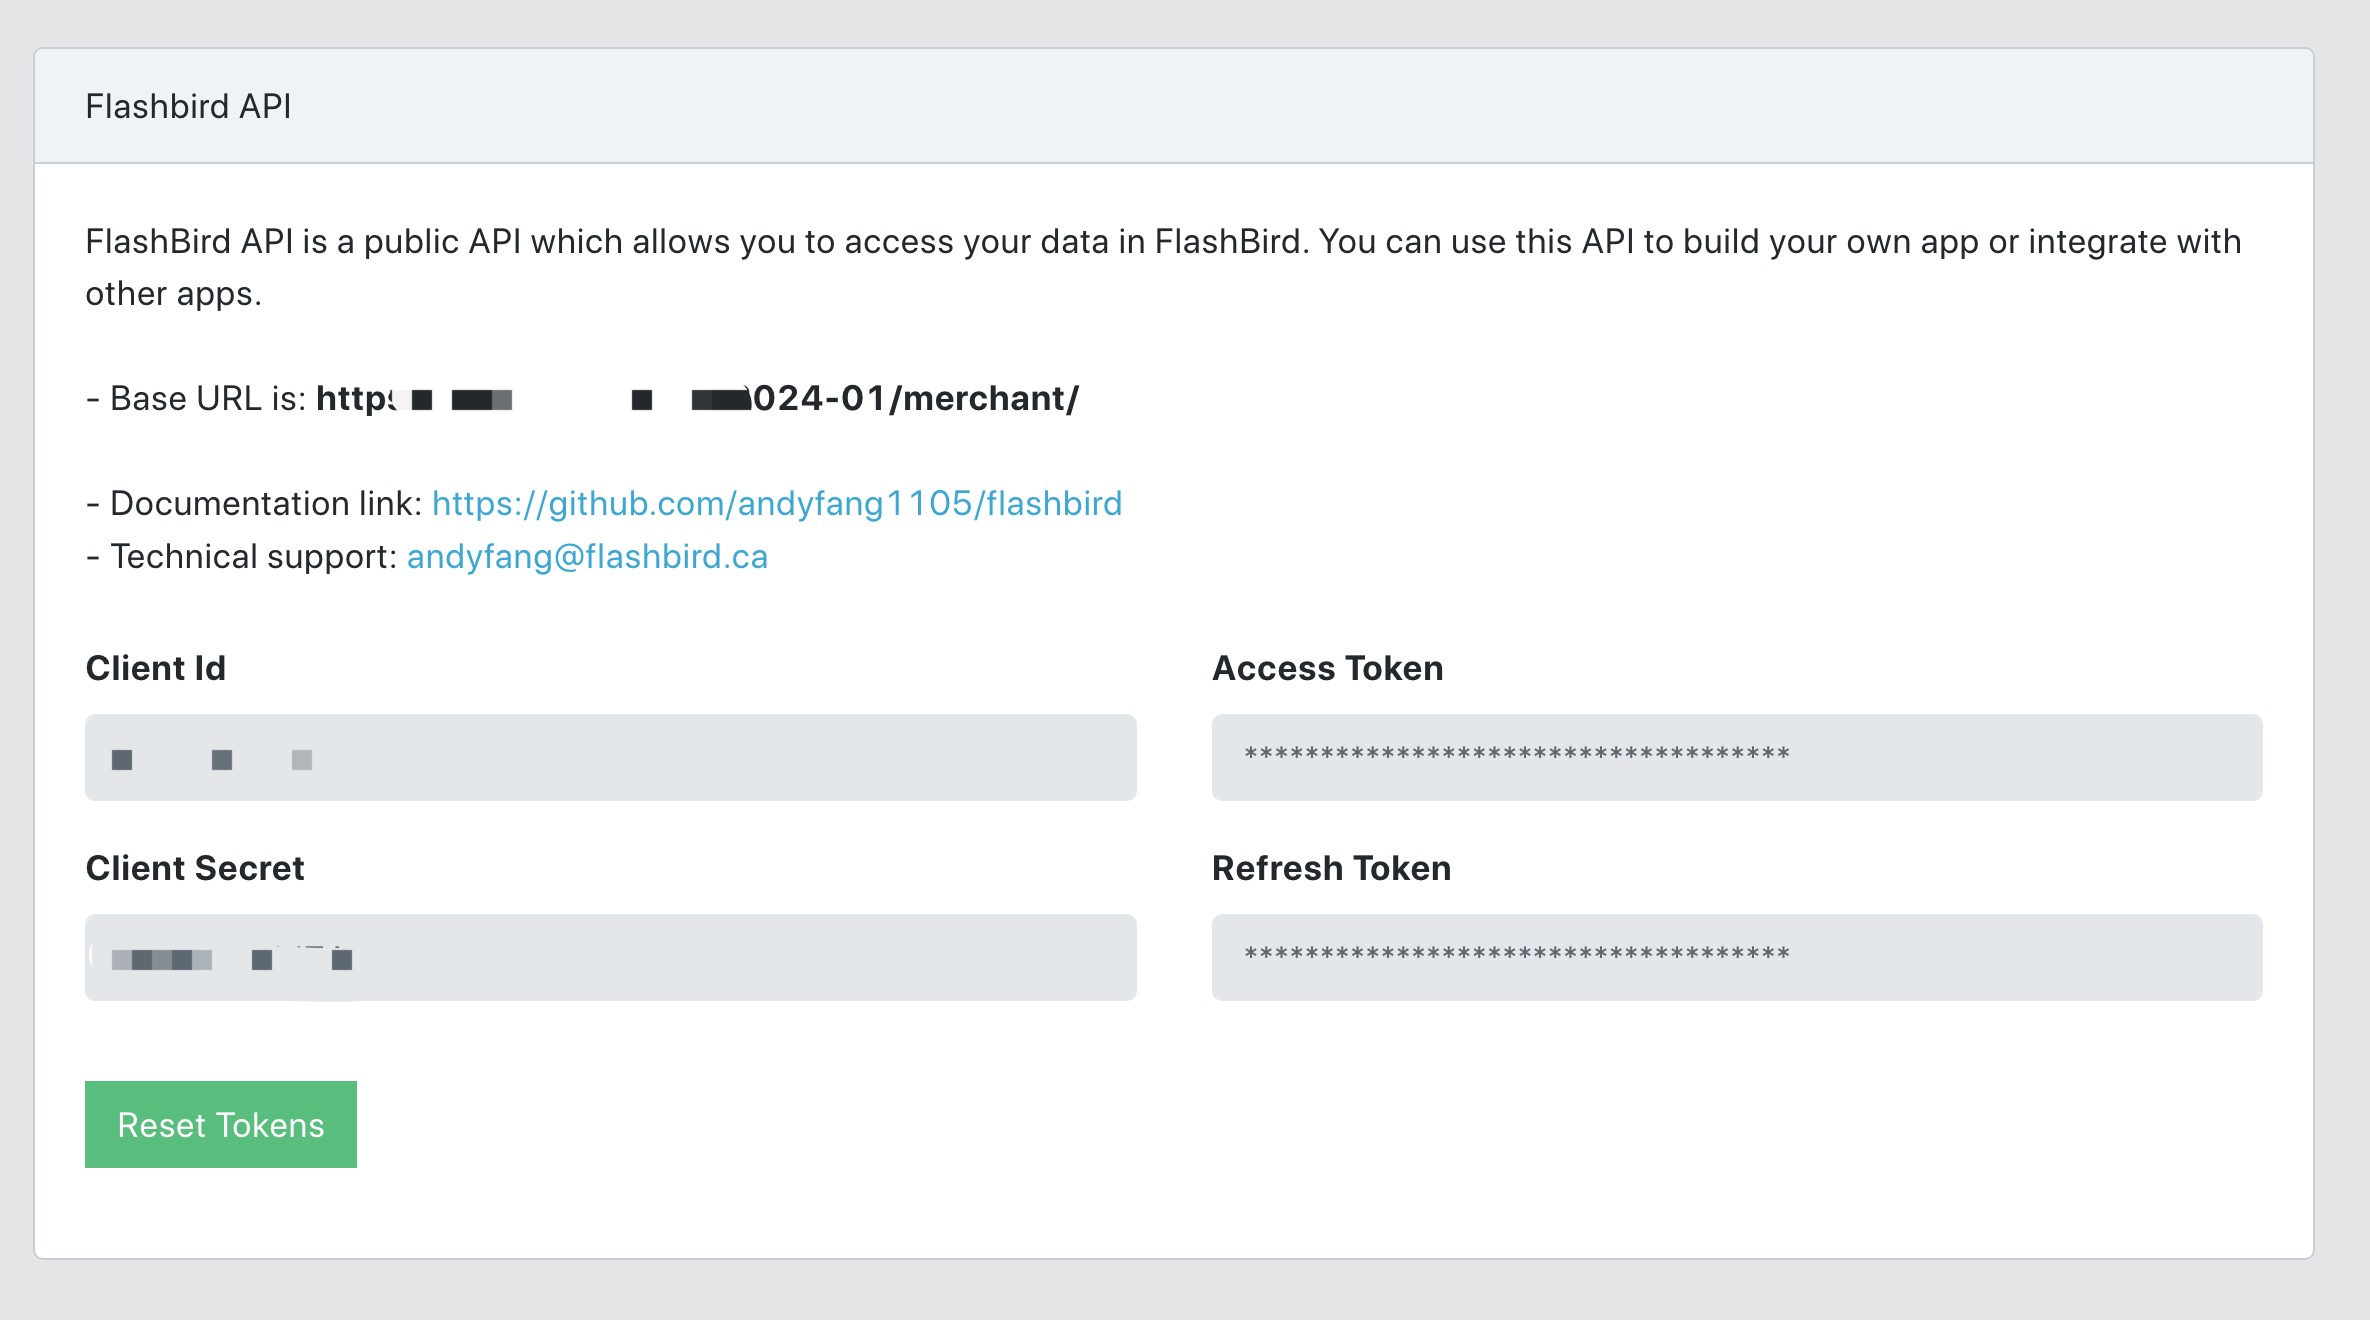 Flashbird API
FlashBird API is a public API which allows you to access your data in FlashBird. You can use this API to build your own app or integrate with
other apps.
- Base URL is: http 024-01/merchant/
- Documentation link: https://github.com/andyfang1105/flashbird
- Technical support: andyfang@flashbird.ca
Client Id Access Token
************************************
Client Secret Refresh Token
************************************
Reset Tokens